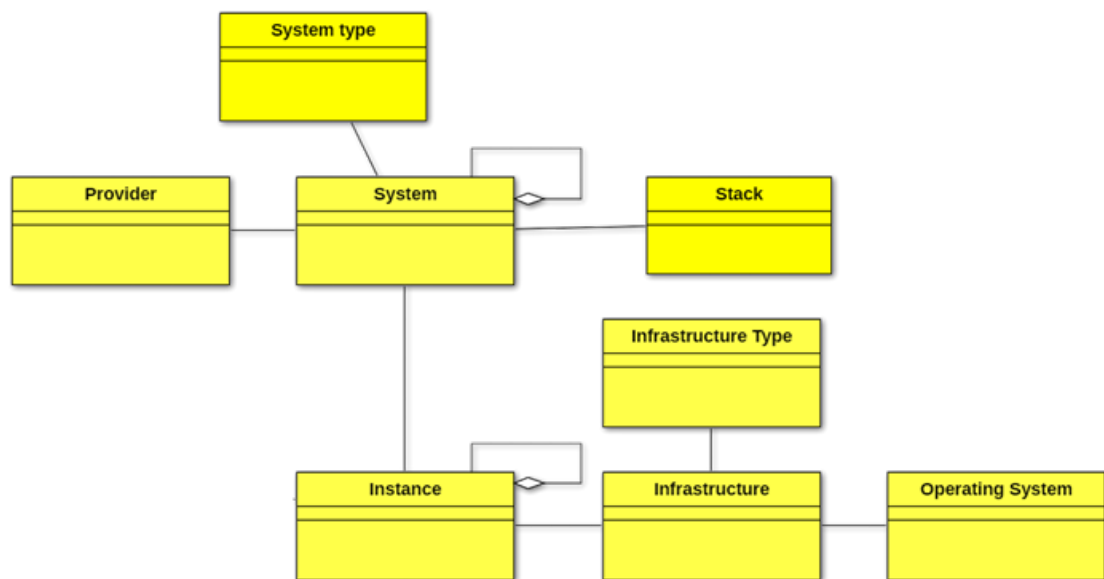 System type
Provider
System
Stack
Infrastructure Type
Instance
Infrastructure
Operating System